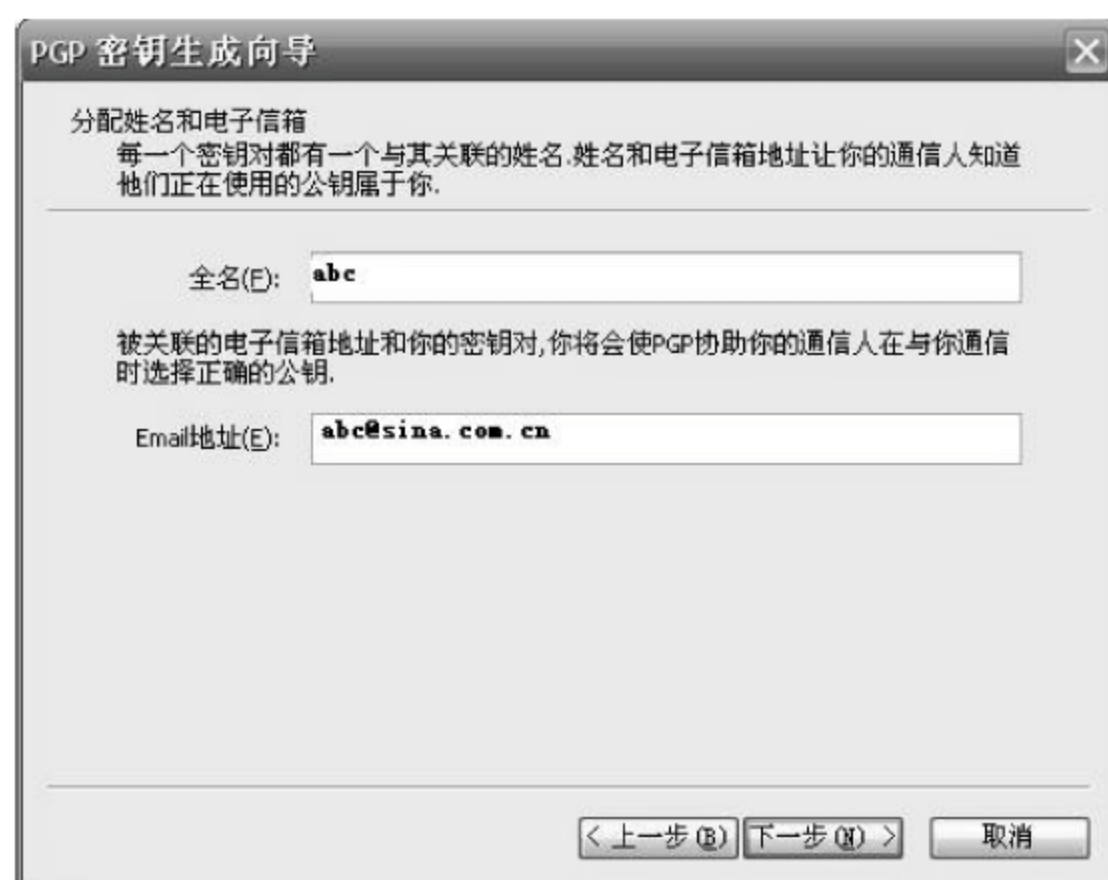 PGP 密钥生成向导
分配姓名和电子信箱
每一个密钥对都有一个与其关联的姓名.姓名和电子信箱地址让你的通信人知道
他们正在使用的公钥属于你.
全名(F): abc
被关联的电子信箱地址和你的密钥对,你将会使PGP协助你的通信人在与你通信
时选择正确的公钥.
Email地址(E): abc@sina.com.cn
< 上一步(B) 下一步(N) > 取消